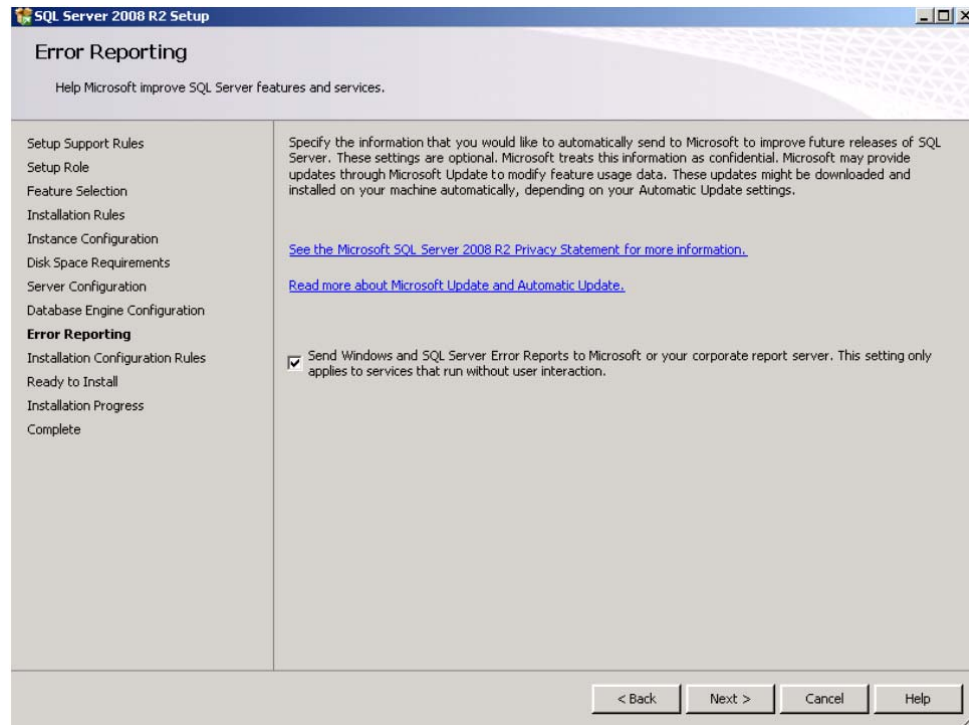 SQL Server 2008 R2 Setup
Error Reporting
Help Microsoft improve SQL Server features and services.
Setup Support Rules
Setup Role
Feature Selection
Installation Rules
Instance Configuration
Disk Space Requirements
Server Configuration
Database Engine Configuration
Error Reporting
Installation Configuration Rules
Ready to Install
Installation Progress
Complete
Specify the information that you would like to automatically send to Microsoft to improve future releases of SQL
Server. These settings are optional. Microsoft treats this information as confidential. Microsoft may provide
updates through Microsoft Update to modify feature usage data. These updates might be downloaded and
installed on your machine automatically, depending on your Automatic Update settings.
See the Microsoft SQL Server 2008 R2 Privacy Statement for more information.
Read more about Microsoft Update and Automatic Update.
Send Windows and SQL Server Error Reports to Microsoft or your corporate report server. This setting only
applies to services that run without user interaction.
< Back Next > Cancel Help